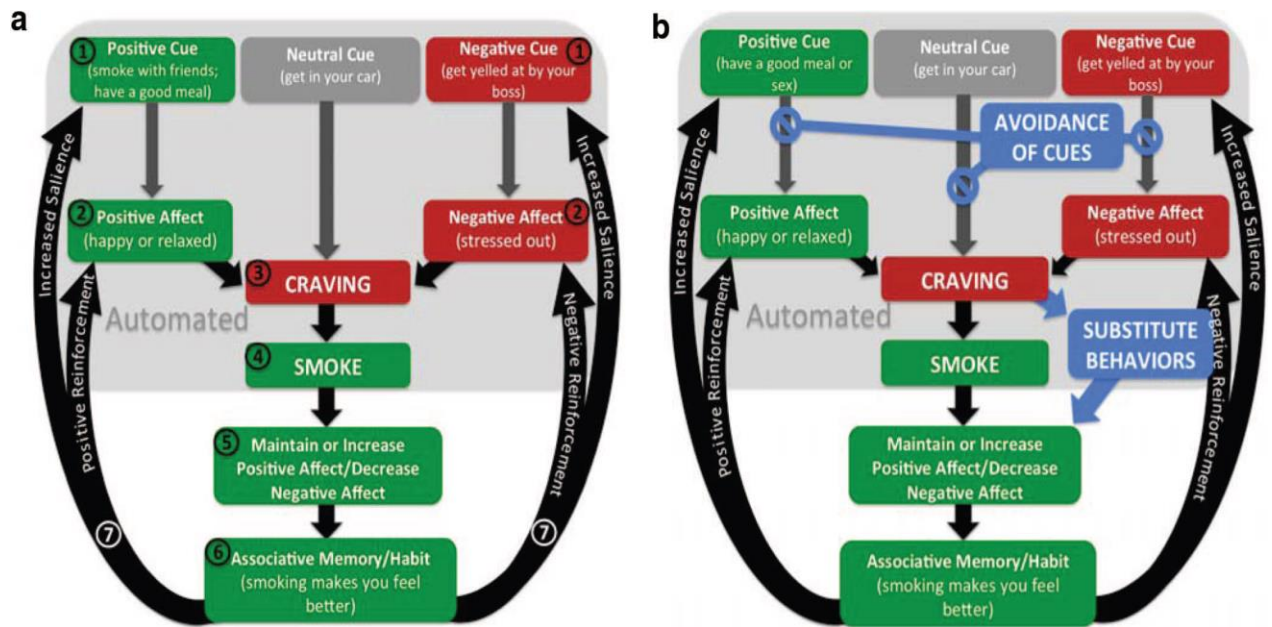 a
① Positive Cue
(smoke with friends;
have a good meal)
Neutral Cue
(get in your car)
Negative Cue ①
(get yelled at by your
boss)
Increased Salience
Increased Salience
② Positive Affect
(happy or relaxed)
Negative Affect ②
(stressed out)
③ CRAVING
Automated
Positive Reinforcement
Negative Reinforcement
④ SMOKE
⑤ Maintain or Increase
Positive Affect/Decrease
Negative Affect
⑦
⑦
⑥ Associative Memory/Habit
(smoking makes you feel
better)
b
Positive Cue
(have a good meal or
sex)
Neutral Cue
(get in your car)
Negative Cue
(get yelled at by your
boss)
AVOIDANCE
OF CUES
Increased Salience
Increased Salience
Positive Affect
(happy or relaxed)
Negative Affect
(stressed out)
CRAVING
Automated
Positive Reinforcement
Negative Reinforcement
SUBSTITUTE
BEHAVIORS
SMOKE
Maintain or Increase
Positive Affect/Decrease
Negative Affect
Associative Memory/Habit
(smoking makes you feel
better)